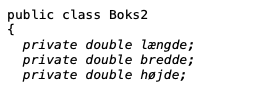 public class Boks2
{
private double længde;
private double bredde;
private double højde;